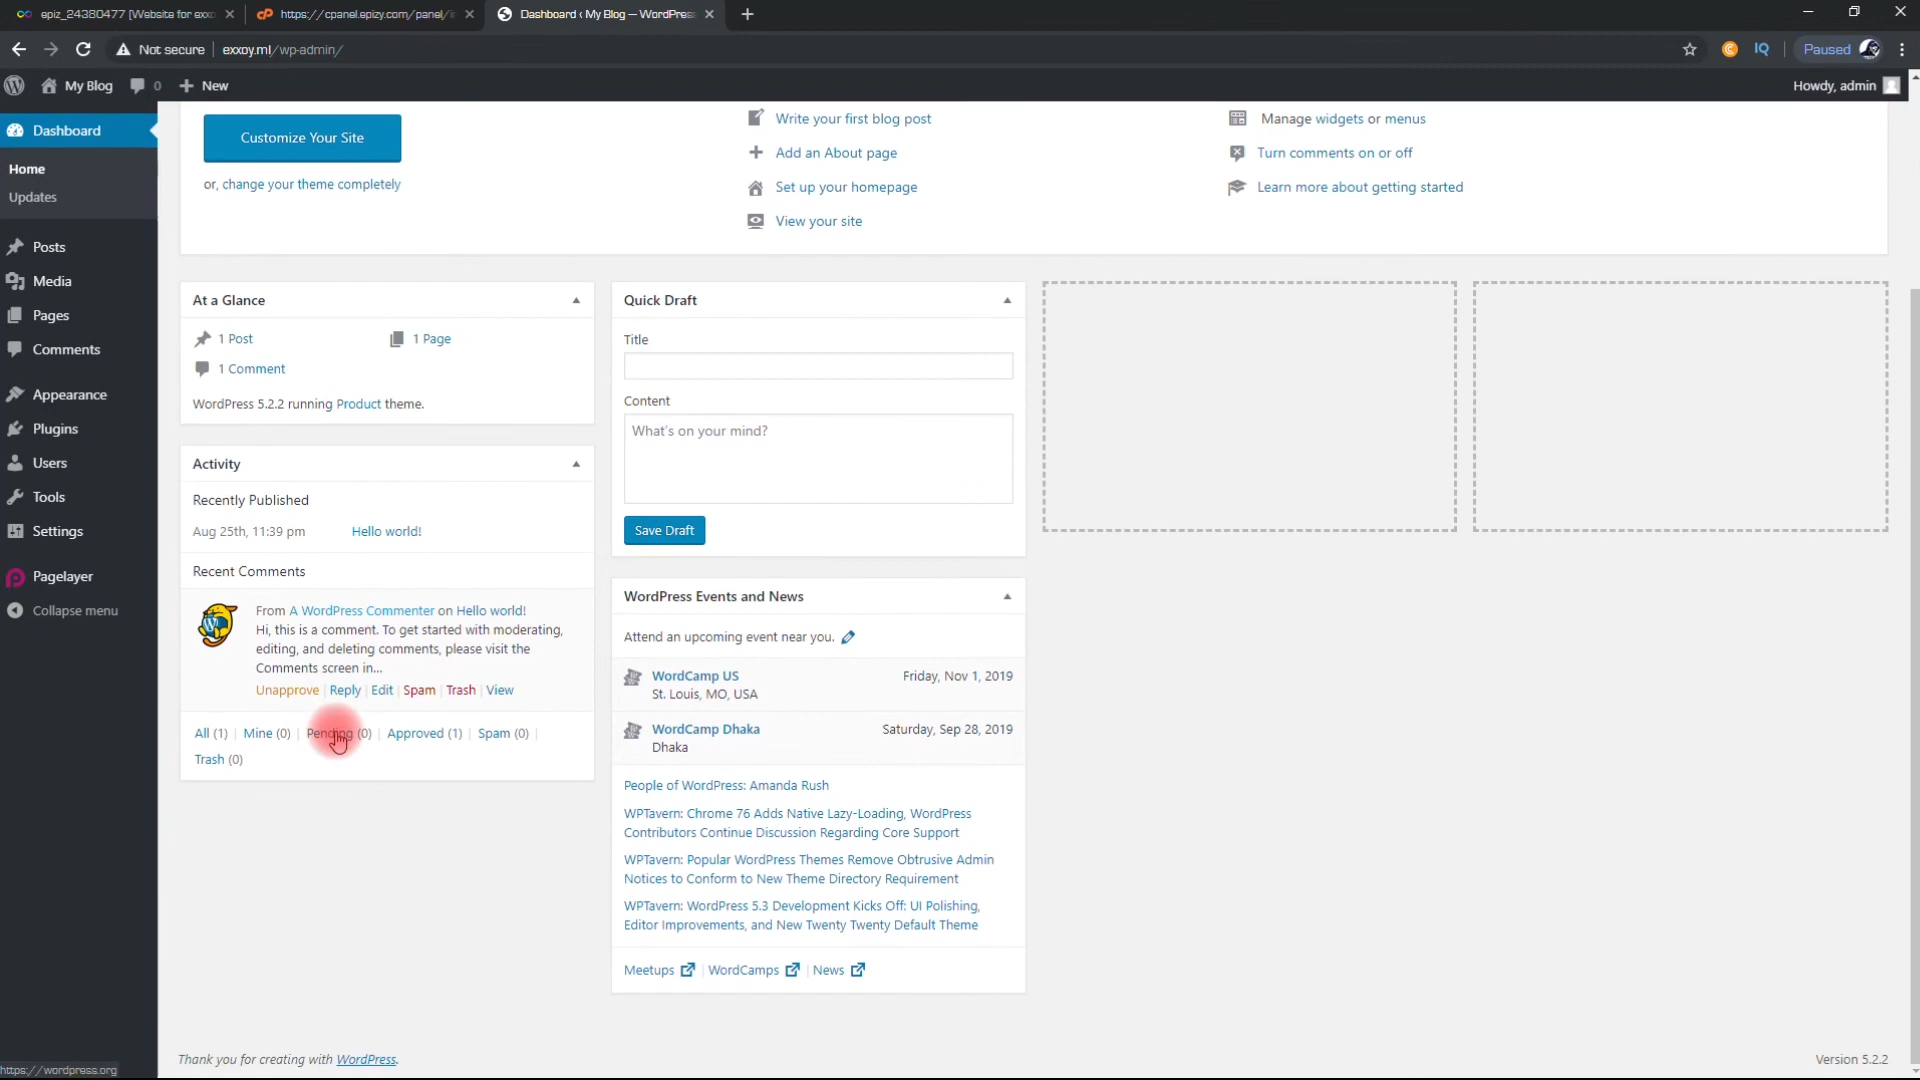 epiz_24380477 [Website for exxo
https://cpanel.epizy.com/panel/i
Dashboard ‹ My Blog — WordPress
Not secure exxoy.ml/wp-admin/
IQ
Paused
My Blog 0 New
Howdy, admin
Dashboard
Home
Updates
Posts
Media
Pages
Comments
Appearance
Plugins
Users
Tools
Settings
Pagelayer
Collapse menu
Customize Your Site
or, change your theme completely
Write your first blog post
Add an About page
Set up your homepage
View your site
Manage widgets or menus
Turn comments on or off
Learn more about getting started
At a Glance
1 Post 1 Page
1 Comment
WordPress 5.2.2 running Product theme.
Activity
Recently Published
Aug 25th, 11:39 pm Hello world!
Recent Comments
From A WordPress Commenter on Hello world!
Hi, this is a comment. To get started with moderating,
editing, and deleting comments, please visit the
Comments screen in...
Unapprove | Reply | Edit | Spam | Trash | View
All (1) | Mine (0) | Pending (0) | Approved (1) | Spam (0) |
Trash (0)
Quick Draft
Title
Content
What's on your mind?
Save Draft
WordPress Events and News
Attend an upcoming event near you.
WordCamp US Friday, Nov 1, 2019
St. Louis, MO, USA
WordCamp Dhaka Saturday, Sep 28, 2019
Dhaka
People of WordPress: Amanda Rush
WPTavern: Chrome 76 Adds Native Lazy-Loading, WordPress
Contributors Continue Discussion Regarding Core Support
WPTavern: Popular WordPress Themes Remove Obtrusive Admin
Notices to Conform to New Theme Directory Requirement
WPTavern: WordPress 5.3 Development Kicks Off: UI Polishing,
Editor Improvements, and New Twenty Twenty Default Theme
Meetups | WordCamps | News
Thank you for creating with WordPress.
Version 5.2.2
https://wordpress.org